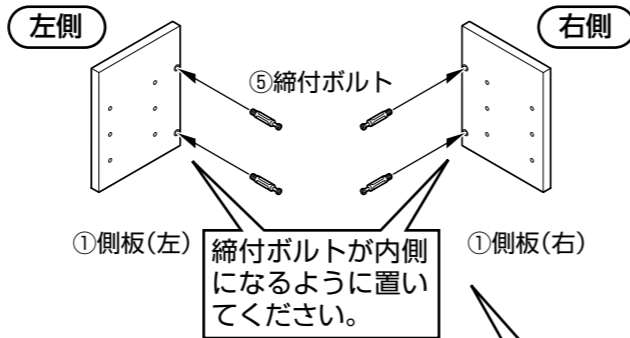 左側
右側
⑤締付ボルト
①側板(左)
①側板(右)
締付ボルトが内側
になるように置い
てください。